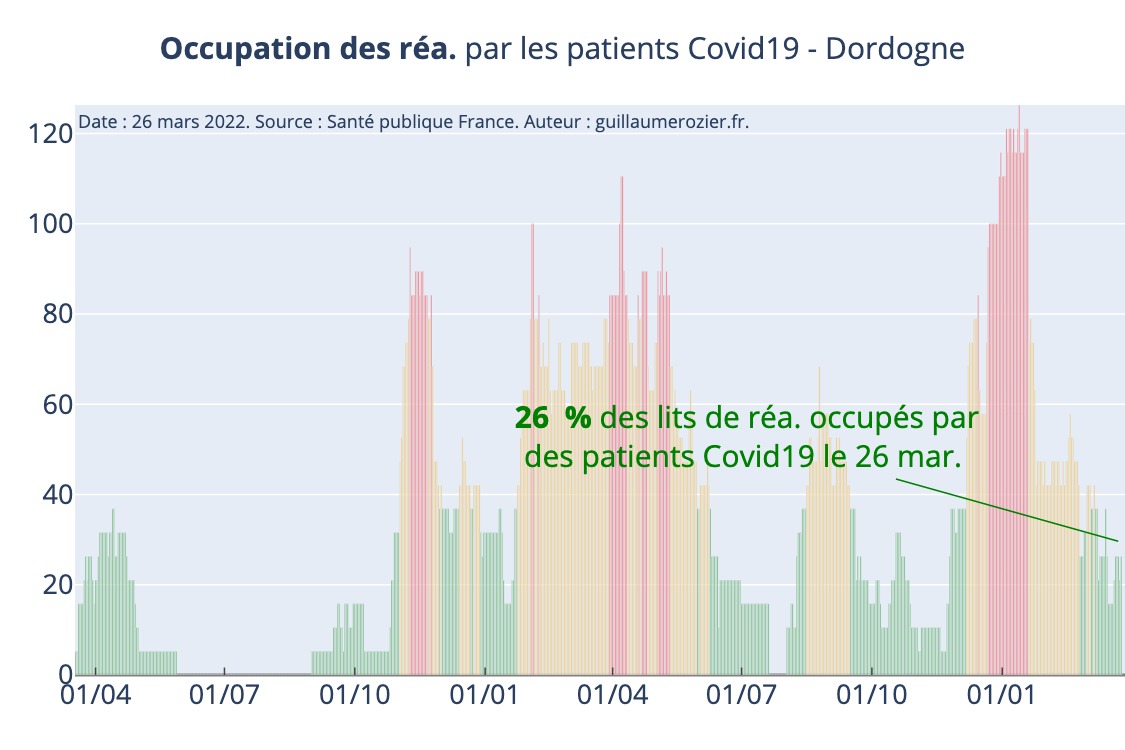 Occupation des réa. par les patients Covid19 - Dordogne
Date : 26 mars 2022. Source : Santé publique France. Auteur : guillaumerozier.fr.
120
100
80
60
40
20
0
26 % des lits de réa. occupés par
des patients Covid19 le 26 mar.
01/04 01/07 01/10 01/01 01/04 01/07 01/10 01/01